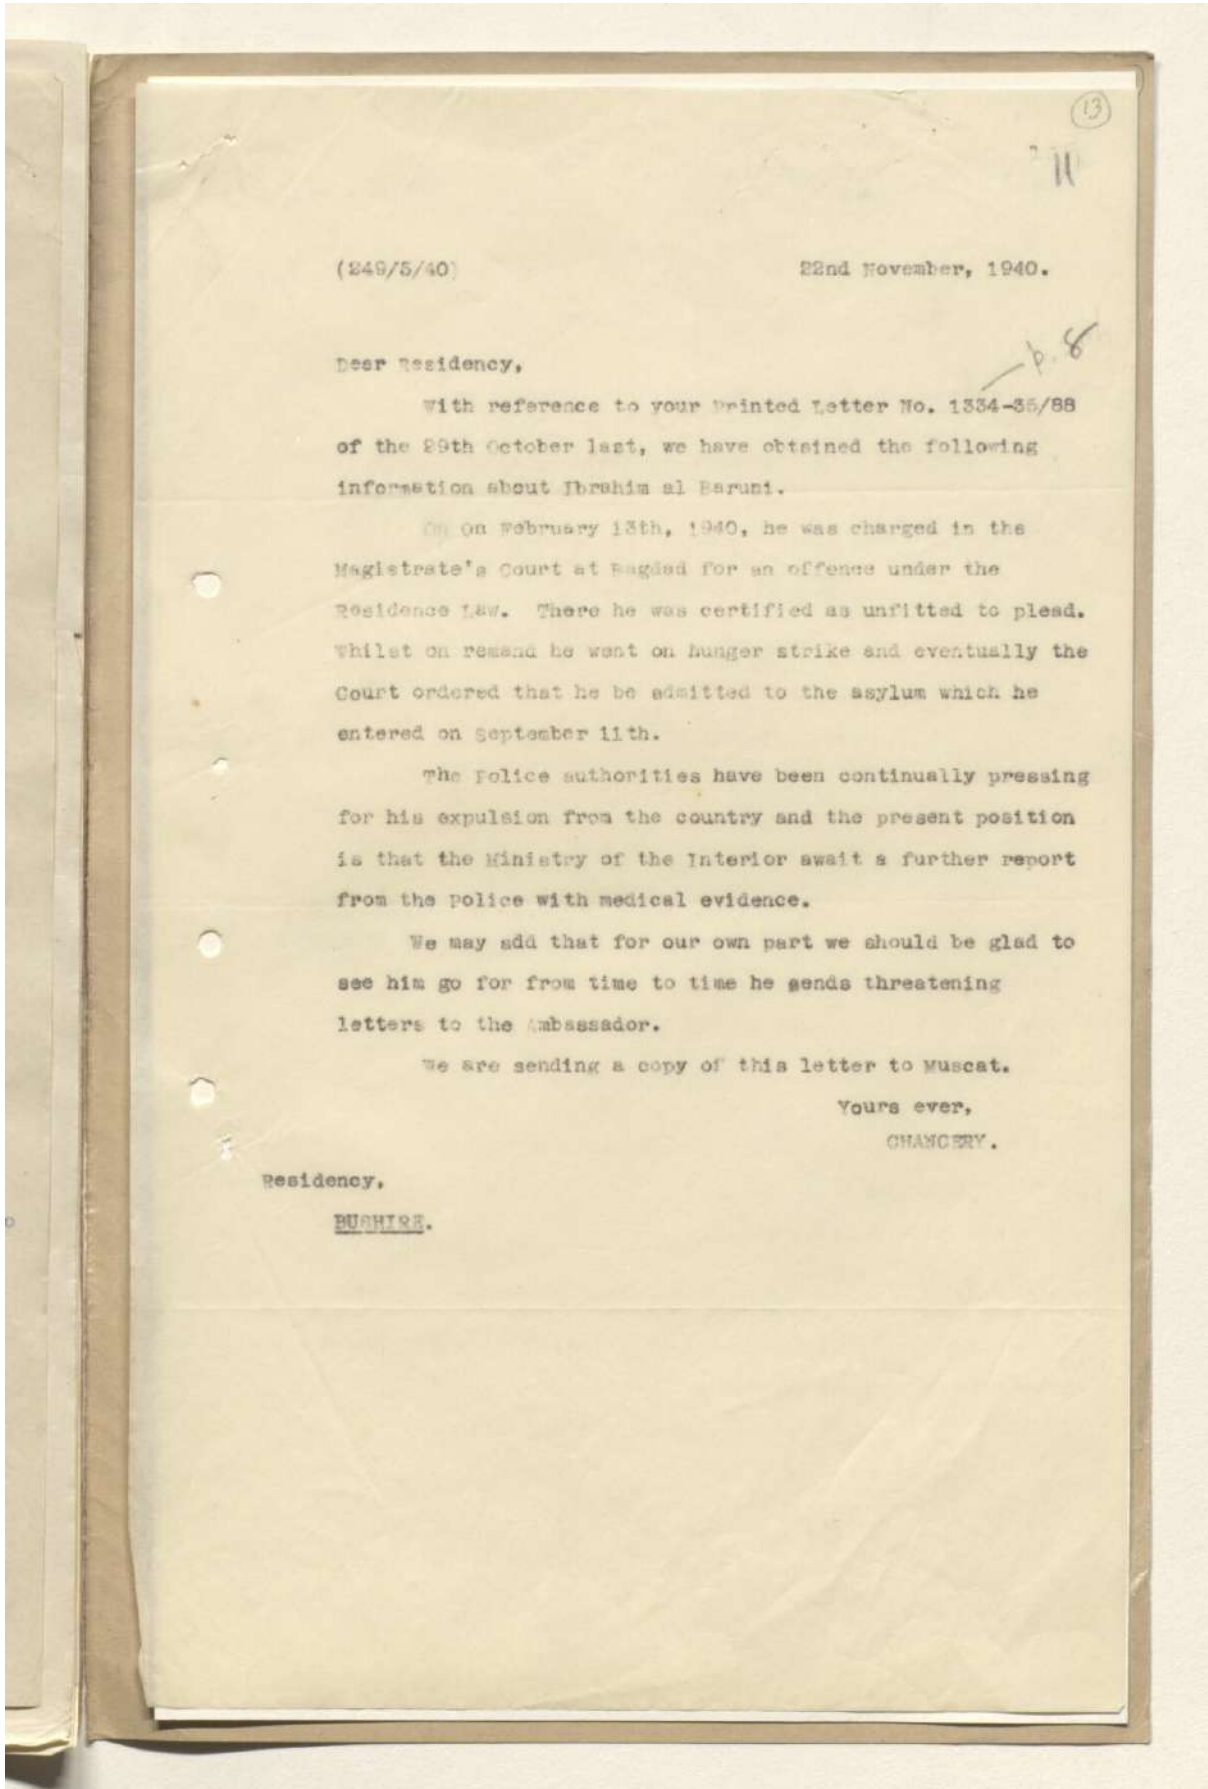 13
11
(249/5/40) 22nd November, 1940.
p. 8
Dear Residency,
With reference to your Printed Letter No. 1334-35/88
of the 29th October last, we have obtained the following
information about Ibrahim al Baruni.
On On February 13th, 1940, he was charged in the
Magistrate's Court at Bagdad for an offence under the
Residence Law. There he was certified as unfitted to plead.
Whilst on remand he went on hunger strike and eventually the
Court ordered that he be admitted to the asylum which he
entered on September 11th.
The Police authorities have been continually pressing
for his expulsion from the country and the present position
is that the Ministry of the Interior await a further report
from the Police with medical evidence.
We may add that for our own part we should be glad to
see him go for from time to time he sends threatening
letters to the Ambassador.
We are sending a copy of this letter to Muscat.
Yours ever,
CHANCERY.
Residency,
BUSHIRE.